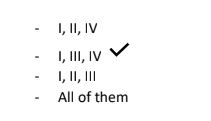 - I, II, IV
- I, III, IV ✓
- I, II, III
- All of them